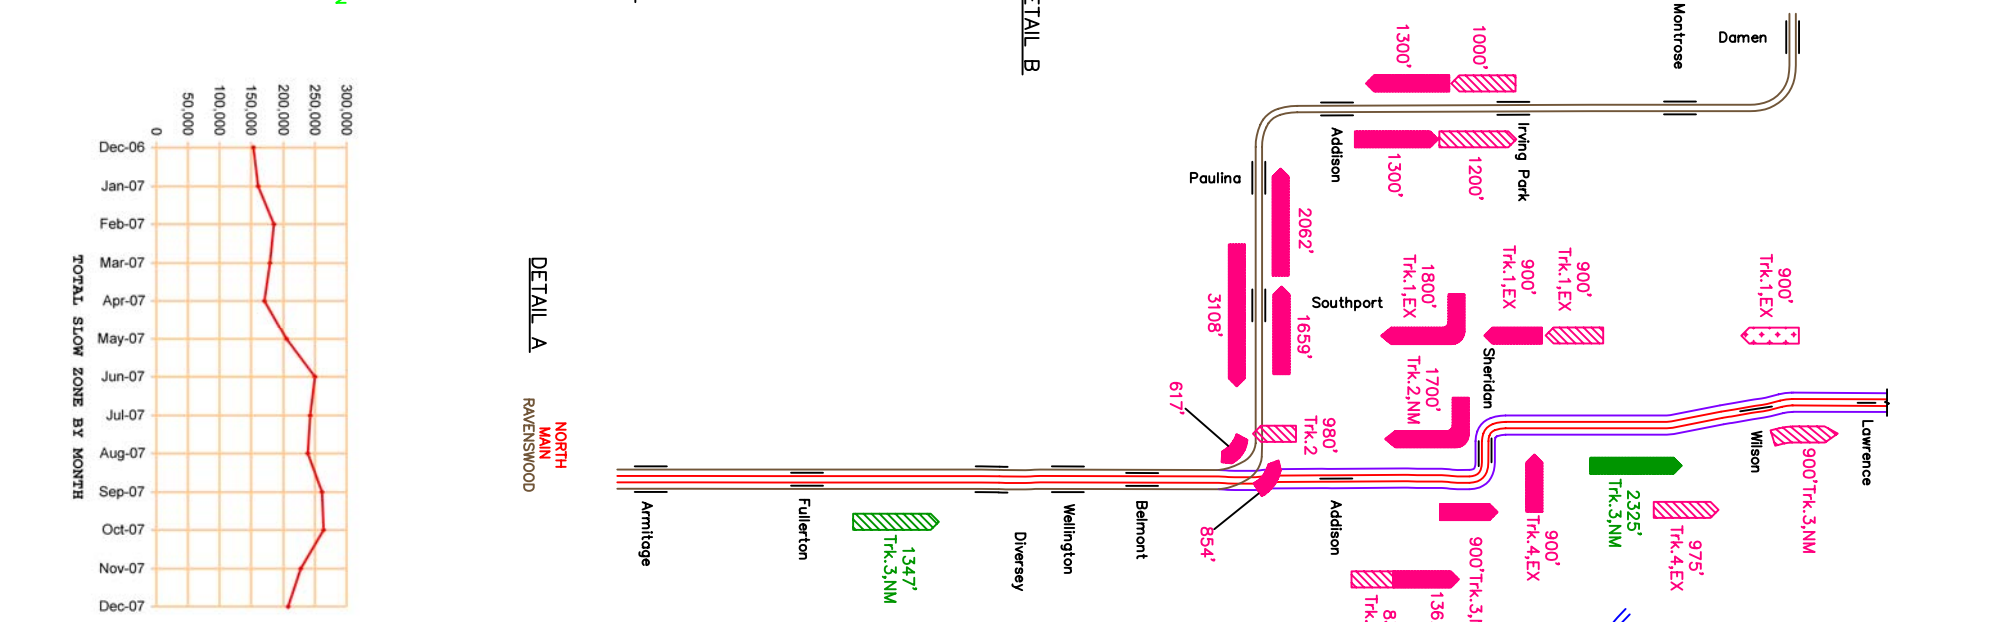 300,000
250,000
200,000
150,000
100,000
50,000
0
Dec-06
Jan-07
Feb-07
Mar-07
Apr-07
May-07
Jun-07
Jul-07
Aug-07
Sep-07
Oct-07
Nov-07
Dec-07
TOTAL SLOW ZONE BY MONTH
DETAIL A
NORTH
MAIN
RAVENSWOOD
B
Damen
Montrose
1300'
1000'
Addison
Irving Park
1300'
1200'
Paulina
2062'
3108'
Southport
1659'
1800'
Trk.1,EX
900'
Trk.1,EX
900'
Trk.1,EX
900'
Trk.1,EX
1700'
Trk.2,NM
Sheridan
617'
980'
Trk.2
854'
Armitage
Fullerton
1347'
Trk.3,NM
Diversey
Wellington
Belmont
Addison
900'
Trk.4,EX
2325'
Trk.3,NM
975'
Trk.4,EX
Wilson
900'Trk.3,NM
Lawrence
900'Trk.3,
136
Trk.